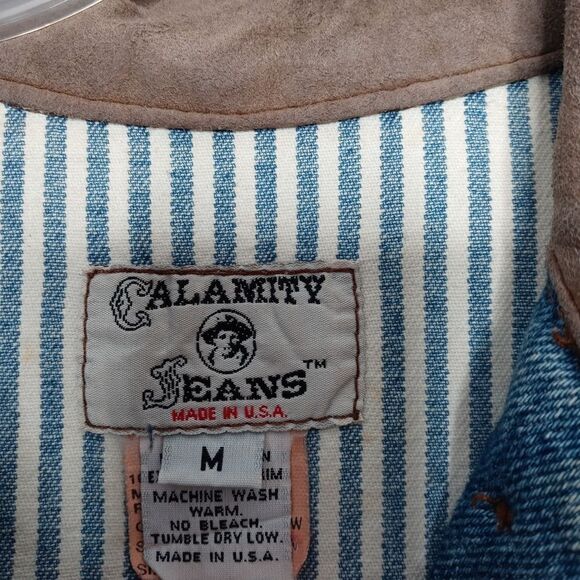 CALAMITY
JEANS™
MADE IN U.S.A.
M
MACHINE WASH
WARM.
NO BLEACH.
TUMBLE DRY LOW.
MADE IN U.S.A.